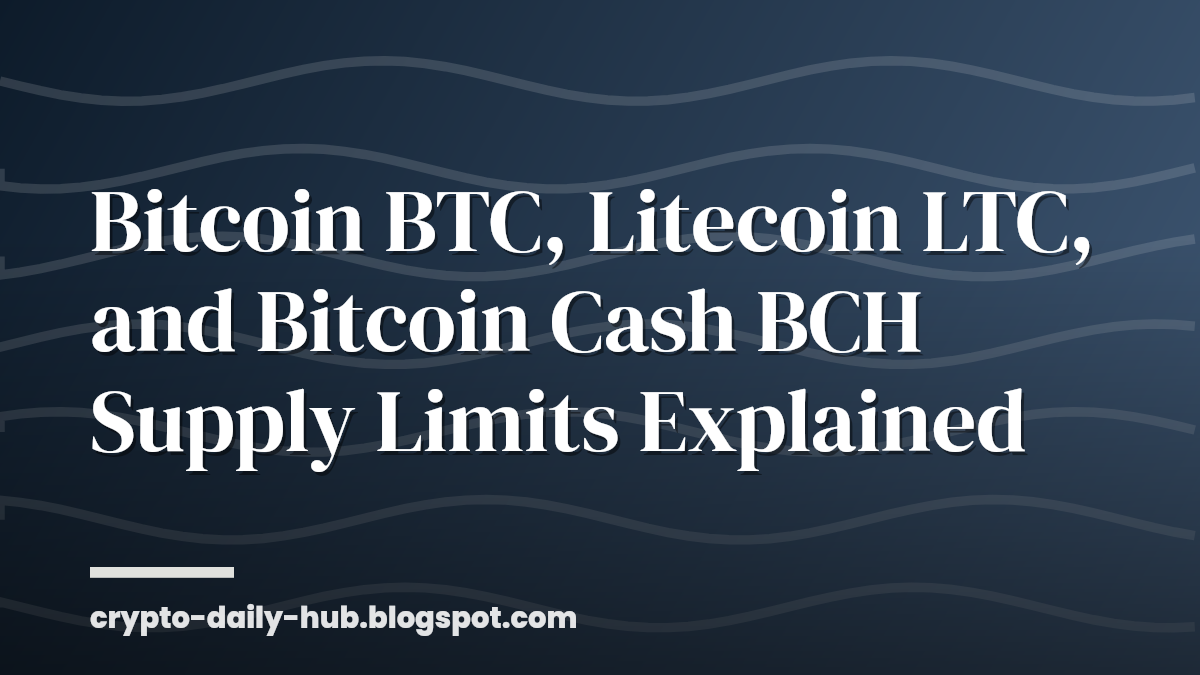 Bitcoin BTC, Litecoin LTC,
and Bitcoin Cash BCH
Supply Limits Explained
crypto-daily-hub.blogspot.com